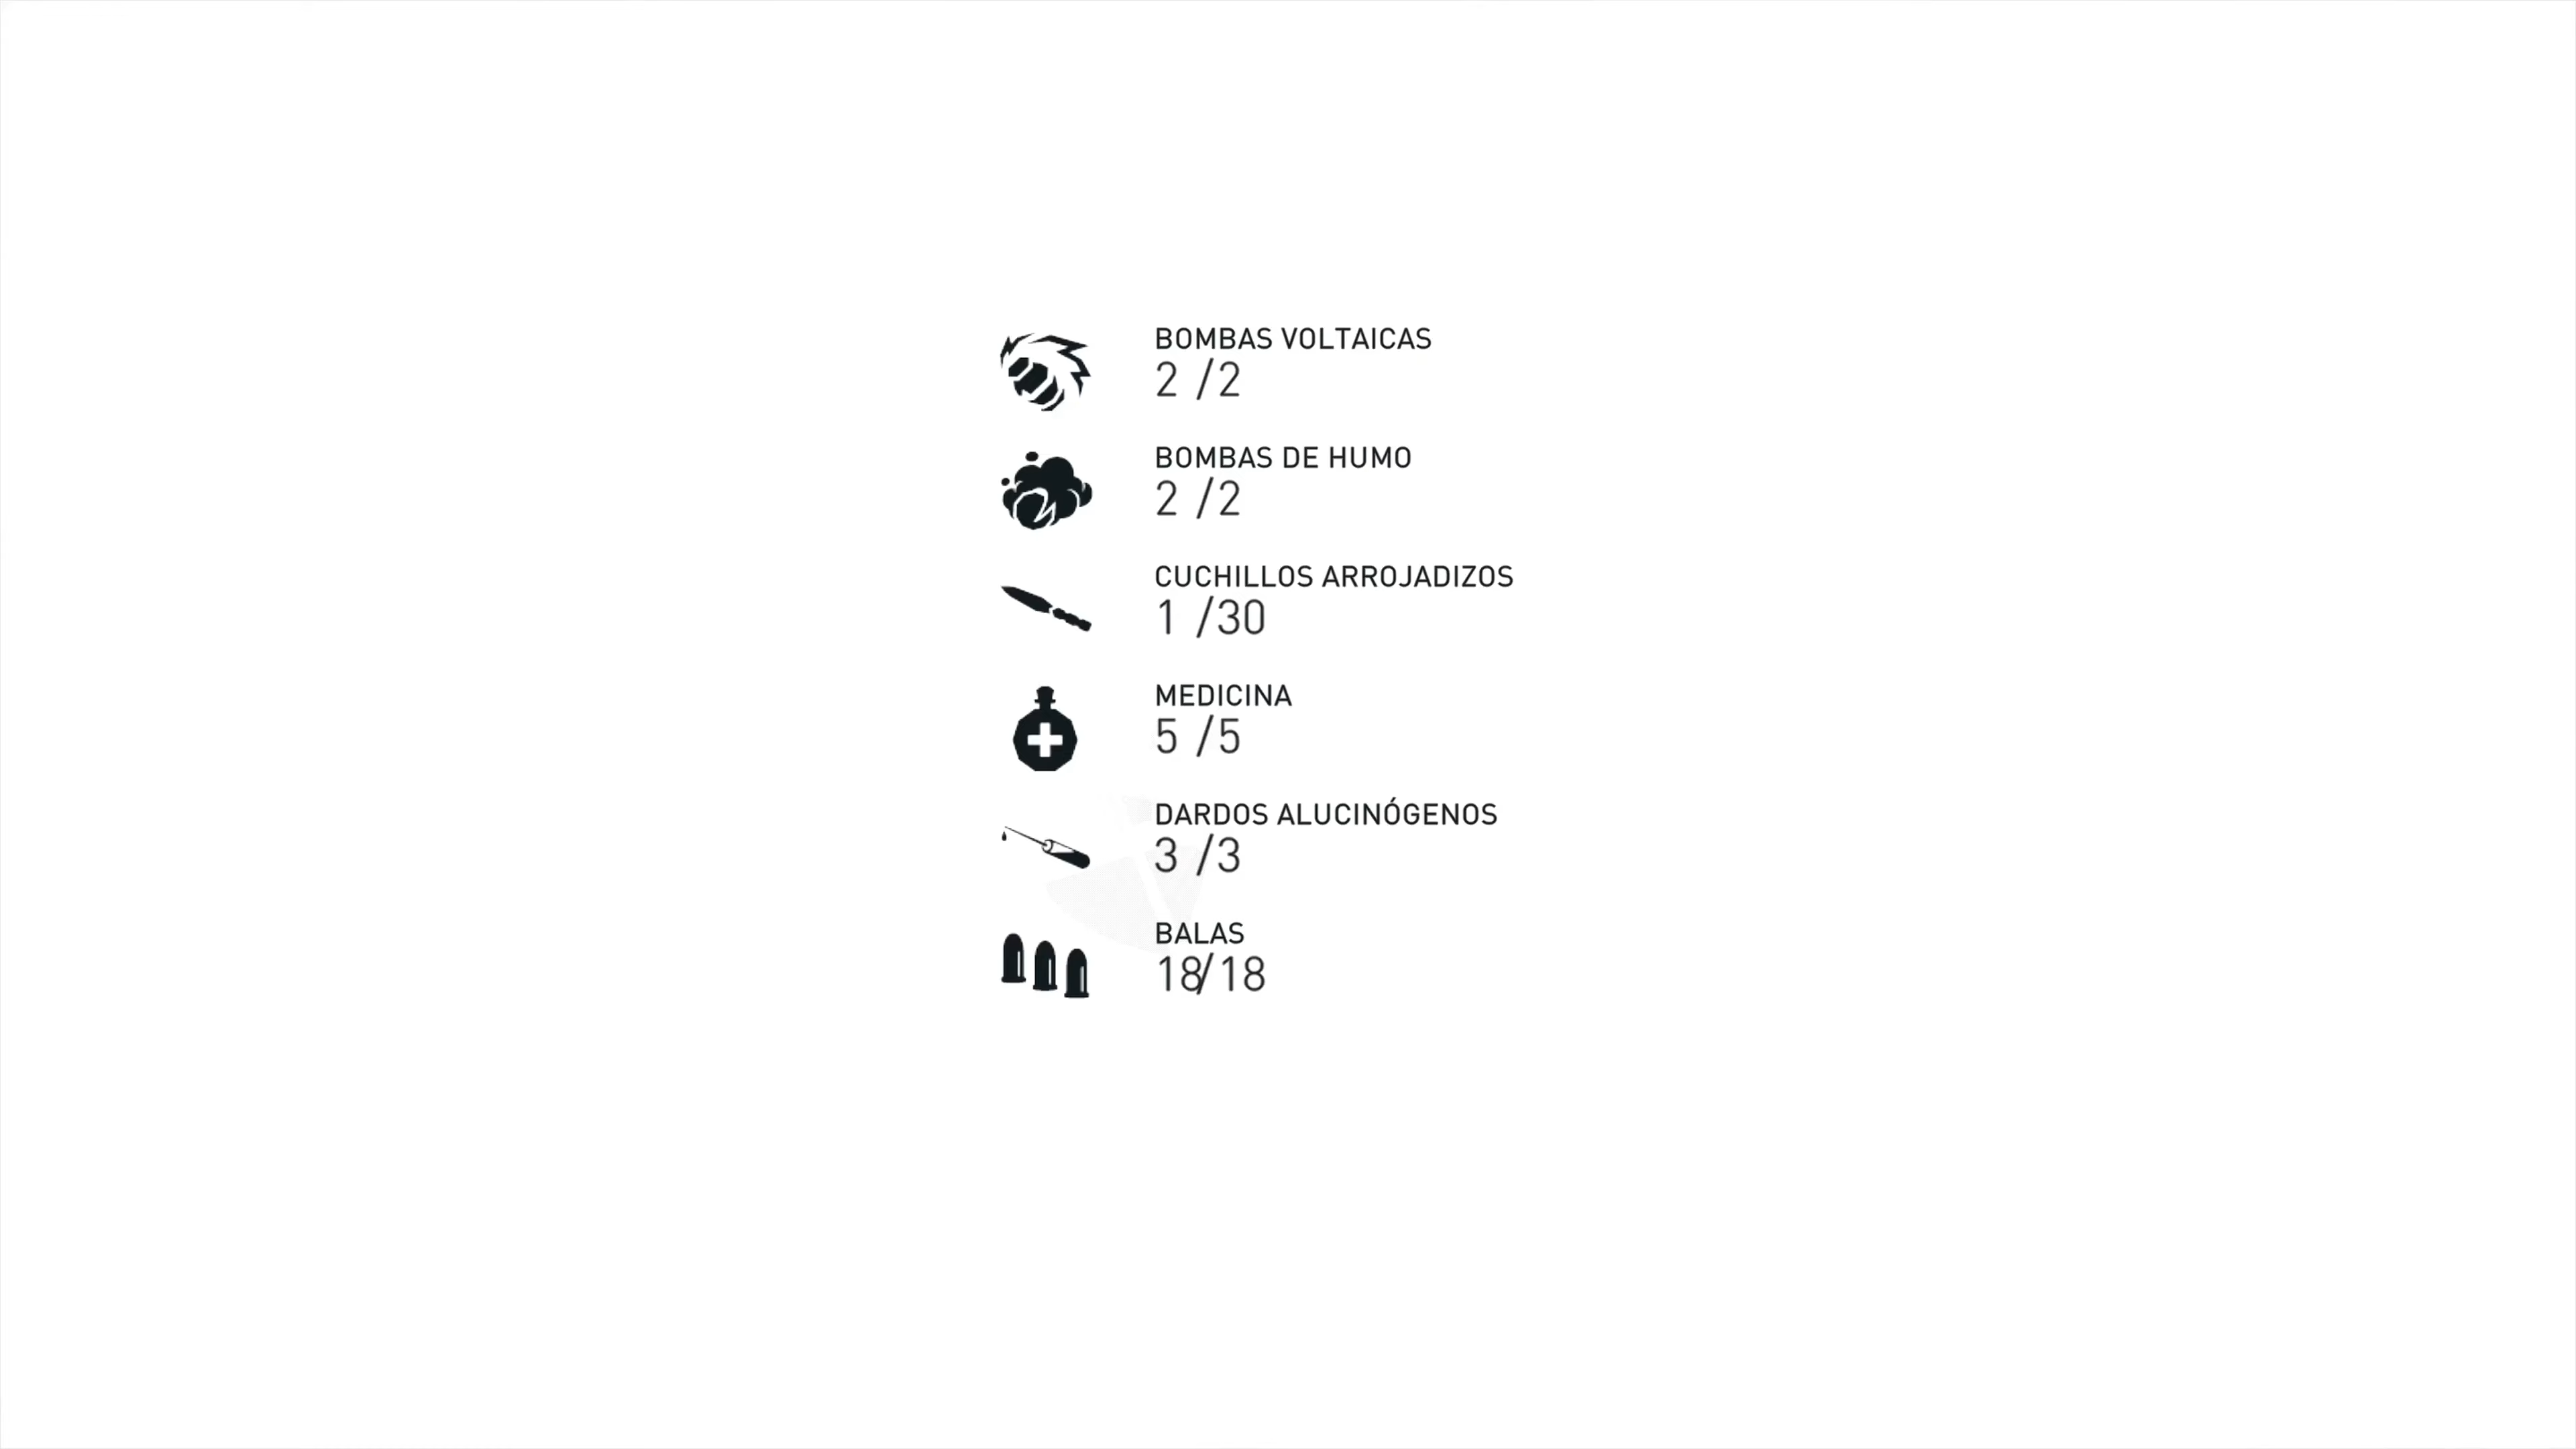 BOMBAS VOLTAICAS
2 /2
BOMBAS DE HUMO
2 /2
CUCHILLOS ARROJADIZOS
1 /30
MEDICINA
5 /5
DARDOS ALUCINÓGENOS
3 /3
BALAS
18/18